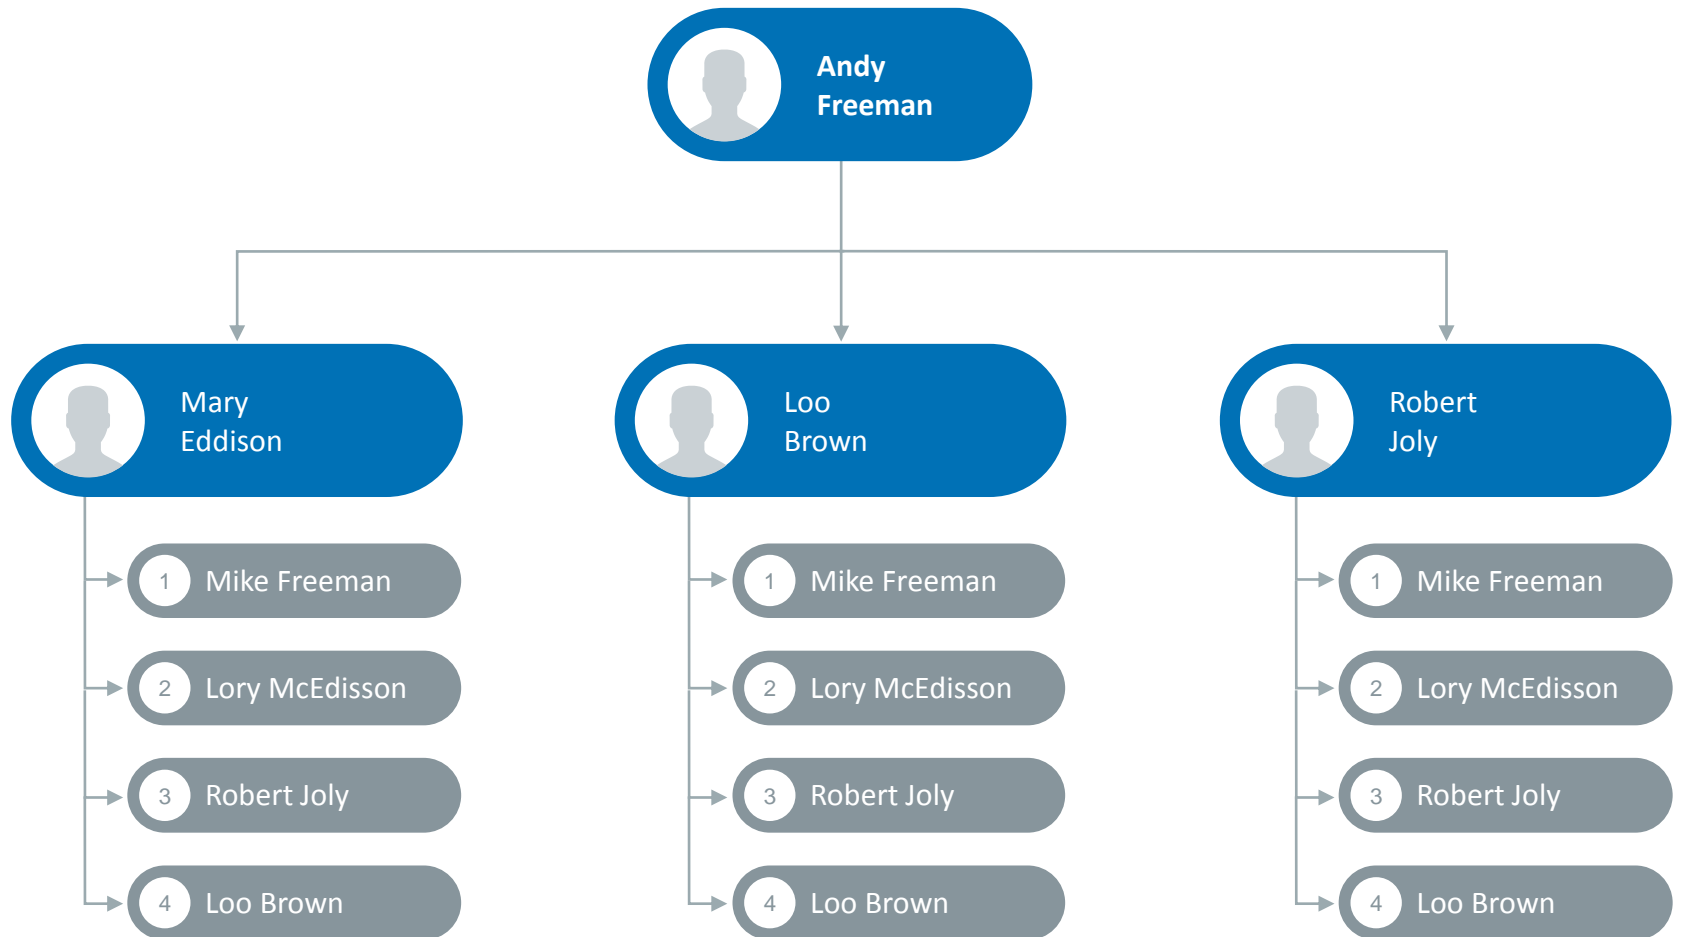 Andy
Freeman
Mary
Eddison
Loo
Brown
Robert
Joly
1 Mike Freeman
2 Lory McEdisson
3 Robert Joly
4 Loo Brown
1 Mike Freeman
2 Lory McEdisson
3 Robert Joly
4 Loo Brown
1 Mike Freeman
2 Lory McEdisson
3 Robert Joly
4 Loo Brown